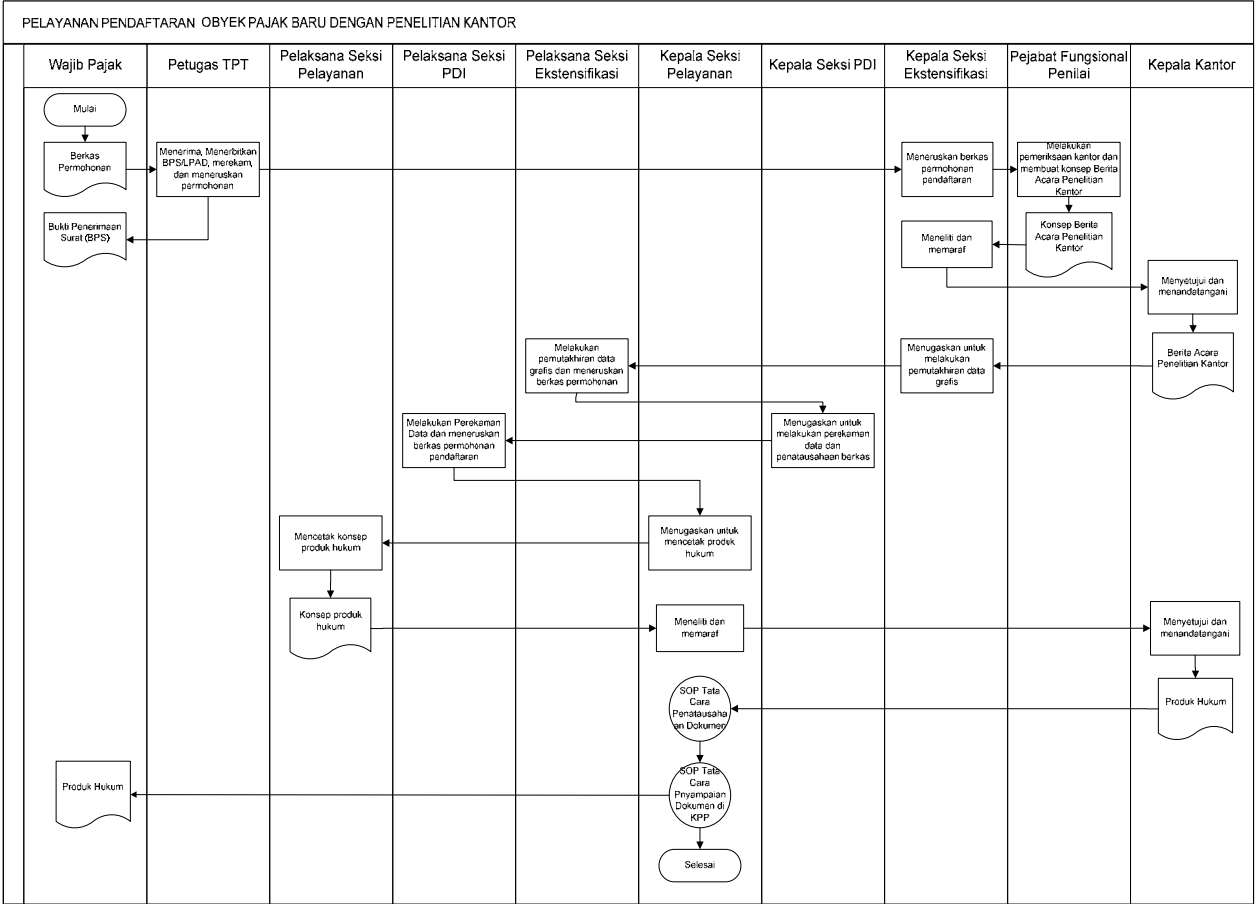 PELAYANAN PENDAFTARAN OBYEK PAJAK BARU DENGAN PENELITIAN KANTOR
Wajib Pajak
Petugas TPT
Pelaksana Seksi
Pelayanan
Pelaksana Seksi
PDI
Pelaksana Seksi
Ekstensifikasi
Kepala Seksi
Pelayanan
Kepala Seksi PDI
Kepala Seksi
Ekstensifikasi
Pejabat Fungsional
Penilai
Kepala Kantor
Mulai
Berkas
Permohonan
Menerima, Menerbitkan
BPS/LPAD, merekam,
dan meneruskan
permohonan
Meneruskan berkas
permohonan
pendaftaran
Melakukan
pemeriksaan kantor dan
membuat konsep Berita
Acara Penelitian
Kantor
Bukti Penerimaan
Surat (BPS)
Meneliti dan
memaraf
Konsep Berita
Acara Penelitian
Kantor
Menyetujui dan
menandatangani
Melakukan
pemutakhiran data
grafis dan meneruskan
berkas permohonan
Menugaskan untuk
melakukan
pemutakhiran data
grafis
Berita Acara
Penelitian Kantor
Melakukan Perekaman
Data dan meneruskan
berkas permohonan
pendaftaran
Menugaskan untuk
melakukan perekaman
data dan
penatausahaan berkas
Mencetak konsep
produk hukum
Menugaskan untuk
mencetak produk
hukum
Konsep produk
hukum
Meneliti dan
memaraf
Menyetujui dan
menandatangani
SOP Tata
Cara
Penatausaha
an Dokumen
Produk Hukum
Produk Hukum
SOP Tata
Cara
Pnyampaian
Dokumen di
KPP
Selesai